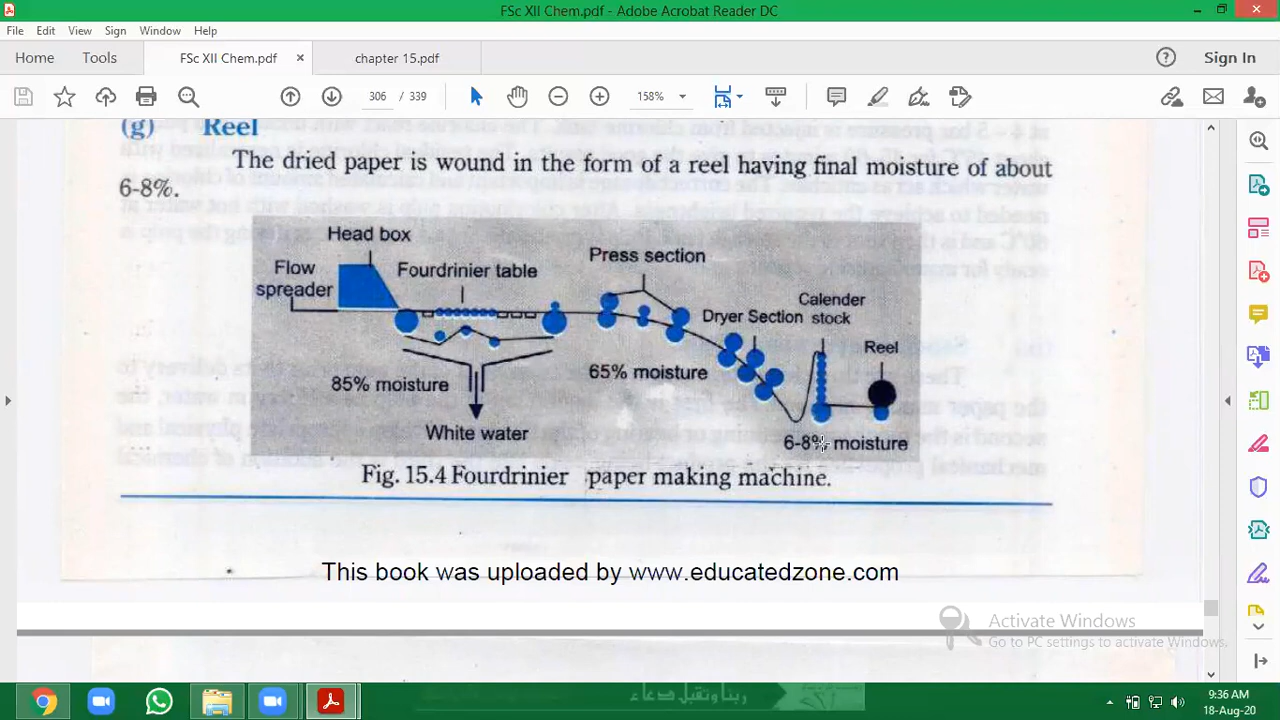 FSc XII Chem.pdf - Adobe Acrobat Reader DC
File Edit View Window Help
Home Tools FSc XII Chem.pdf × chapter 15.pdf ? Sign In
306 / 339 158%
(g) Reel
The dried paper is wound in the form of a reel having final moisture of about
6-8%.
Head box
Flow
spreader
Fourdrinier table
Press section
Dryer Section
Calender
stock
Reel
85% moisture
65% moisture
White water
6-8% moisture
Fig. 15.4 Fourdrinier paper making machine.
This book was uploaded by www.educatedzone.com
Activate Windows
Go to PC settings to activate Windows.
ربنا وتقبل دعاء
9:36 AM
18-Aug-20